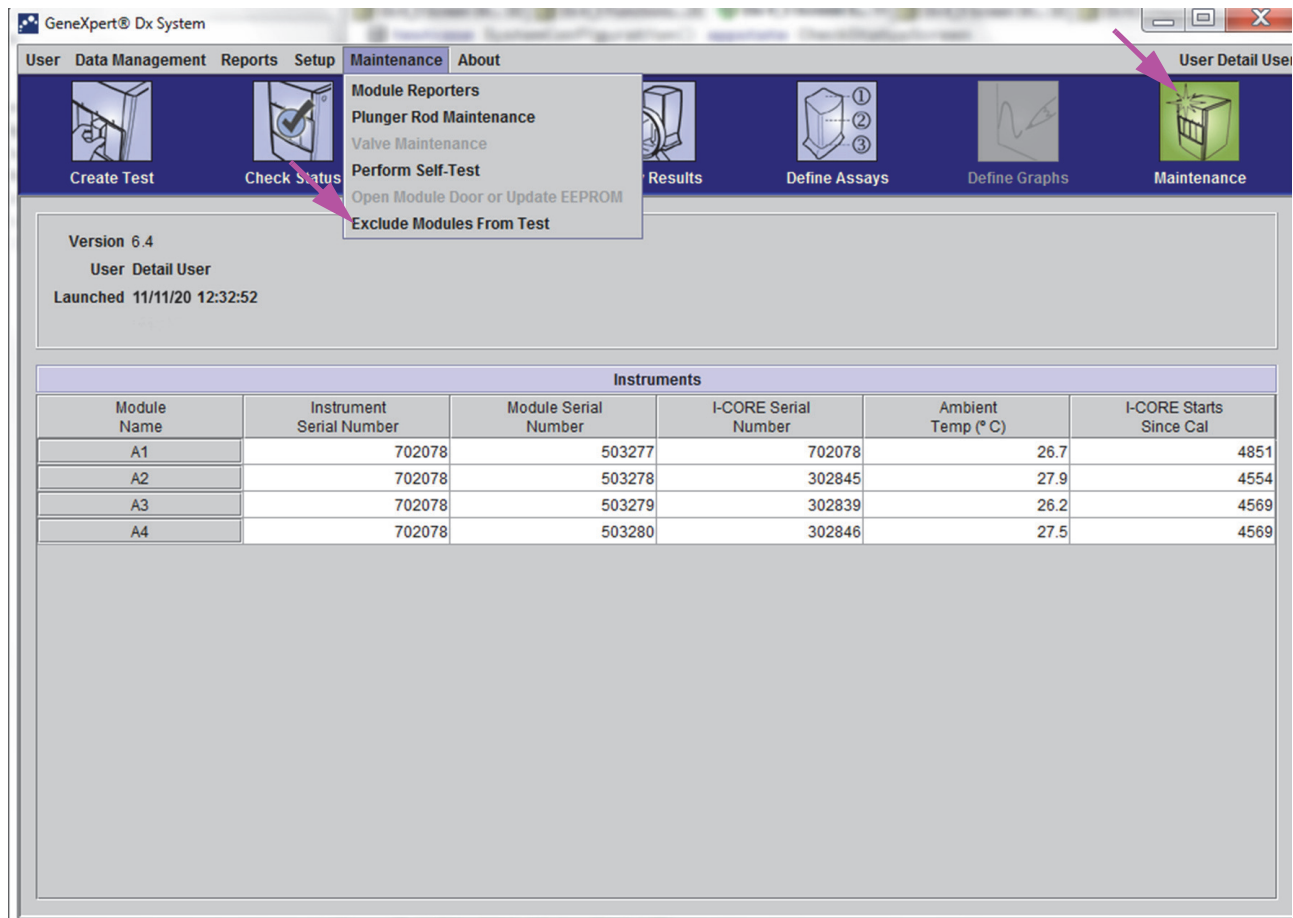 GeneXpert® Dx System
User Data Management Reports Setup Maintenance About User Detail User
Module Reporters
Plunger Rod Maintenance
Valve Maintenance
Perform Self-Test
Open Module Door or Update EEPROM
Exclude Modules From Test
Create Test Check Status Results Define Assays Define Graphs Maintenance
Version 6.4
User Detail User
Launched 11/11/20 12:32:52
Instruments
Module Name Instrument Serial Number Module Serial Number I-CORE Serial Number Ambient Temp (º C) I-CORE Starts Since Cal
A1 702078 503277 702078 26.7 4851
A2 702078 503278 302845 27.9 4554
A3 702078 503279 302839 26.2 4569
A4 702078 503280 302846 27.5 4569